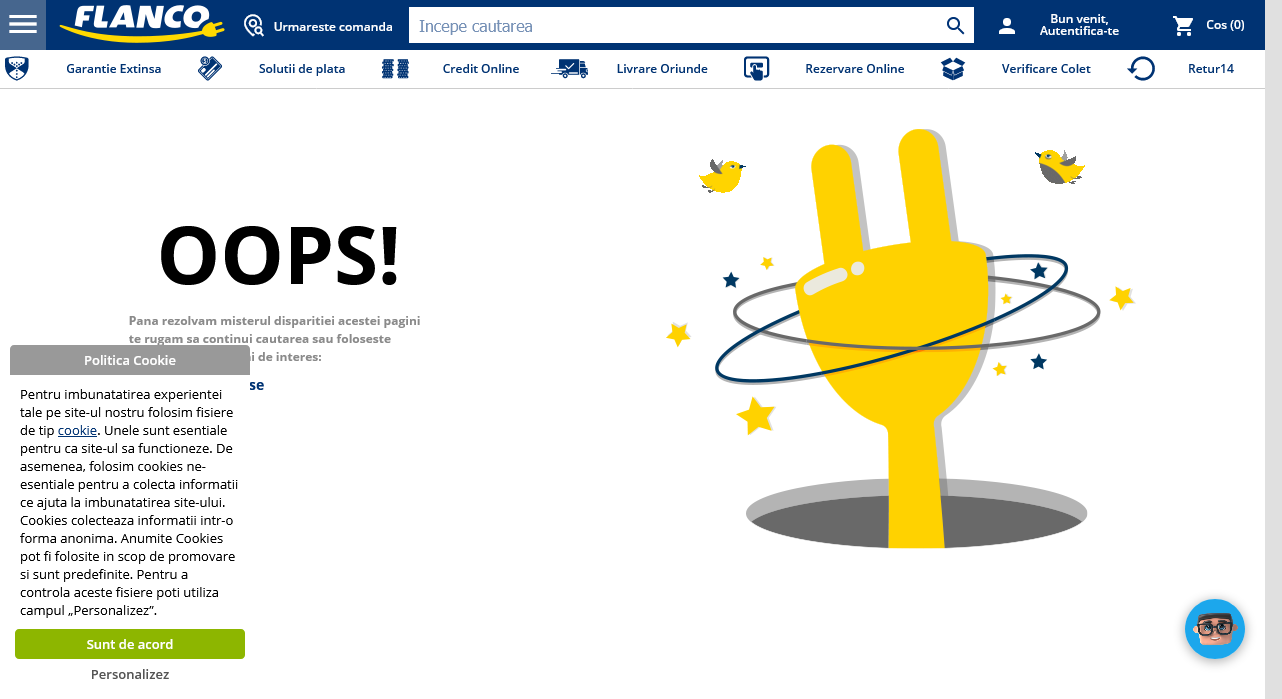 FLANCO
Urmareste comanda
Incepe cautarea
Bun venit,
Autentifica-te
Cos (0)
Garantie Extinsa
Solutii de plata
Credit Online
Livrare Oriunde
Rezervare Online
Verificare Colet
Retur14
OOPS!
Pana rezolvam misterul disparitiei acestei pagini
te rugam sa continui cautarea sau foloseste
i de interes:
se
Politica Cookie
Pentru imbunatatirea experientei
tale pe site-ul nostru folosim fisiere
de tip cookie. Unele sunt esentiale
pentru ca site-ul sa functioneze. De
asemenea, folosim cookies ne-
esentiale pentru a colecta informatii
ce ajuta la imbunatatirea site-ului.
Cookies colecteaza informatii intr-o
forma anonima. Anumite Cookies
pot fi folosite in scop de promovare
si sunt predefinite. Pentru a
controla aceste fisiere poti utiliza
campul „Personalizez”.
Sunt de acord
Personalizez